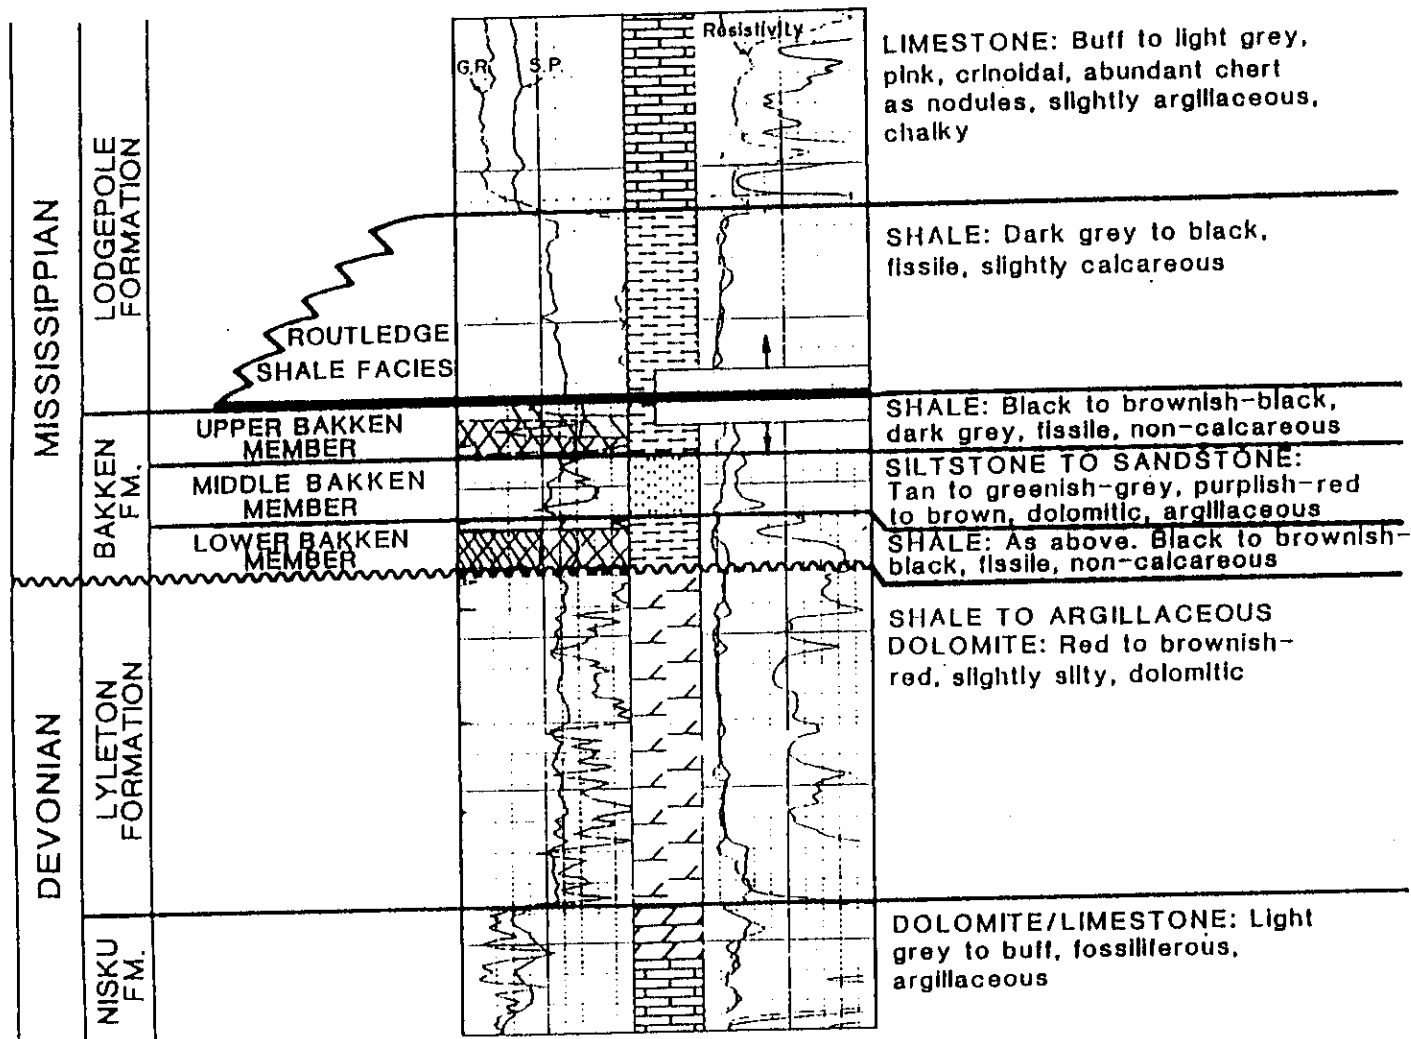 MISSISSIPPIAN
DEVONIAN
LODGEPOLE
FORMATION
BAKKEN
FM.
LYLETON
FORMATION
NISKU
FM.
ROUTLEDGE
SHALE FACIES
UPPER BAKKEN
MEMBER
MIDDLE BAKKEN
MEMBER
LOWER BAKKEN
MEMBER
G.R.
S.P.
Resistivity
LIMESTONE: Buff to light grey,
pink, crinoidal, abundant chert
as nodules, slightly argillaceous,
chalky
SHALE: Dark grey to black,
fissile, slightly calcareous
SHALE: Black to brownish-black,
dark grey, fissile, non-calcareous
SILTSTONE TO SANDSTONE:
Tan to greenish-grey, purplish-red
to brown, dolomitic, argillaceous
SHALE: As above. Black to brownish-
black, fissile, non-calcareous
SHALE TO ARGILLACEOUS
DOLOMITE: Red to brownish-
red, slightly silty, dolomitic
DOLOMITE/LIMESTONE: Light
grey to buff, fossiliferous,
argillaceous